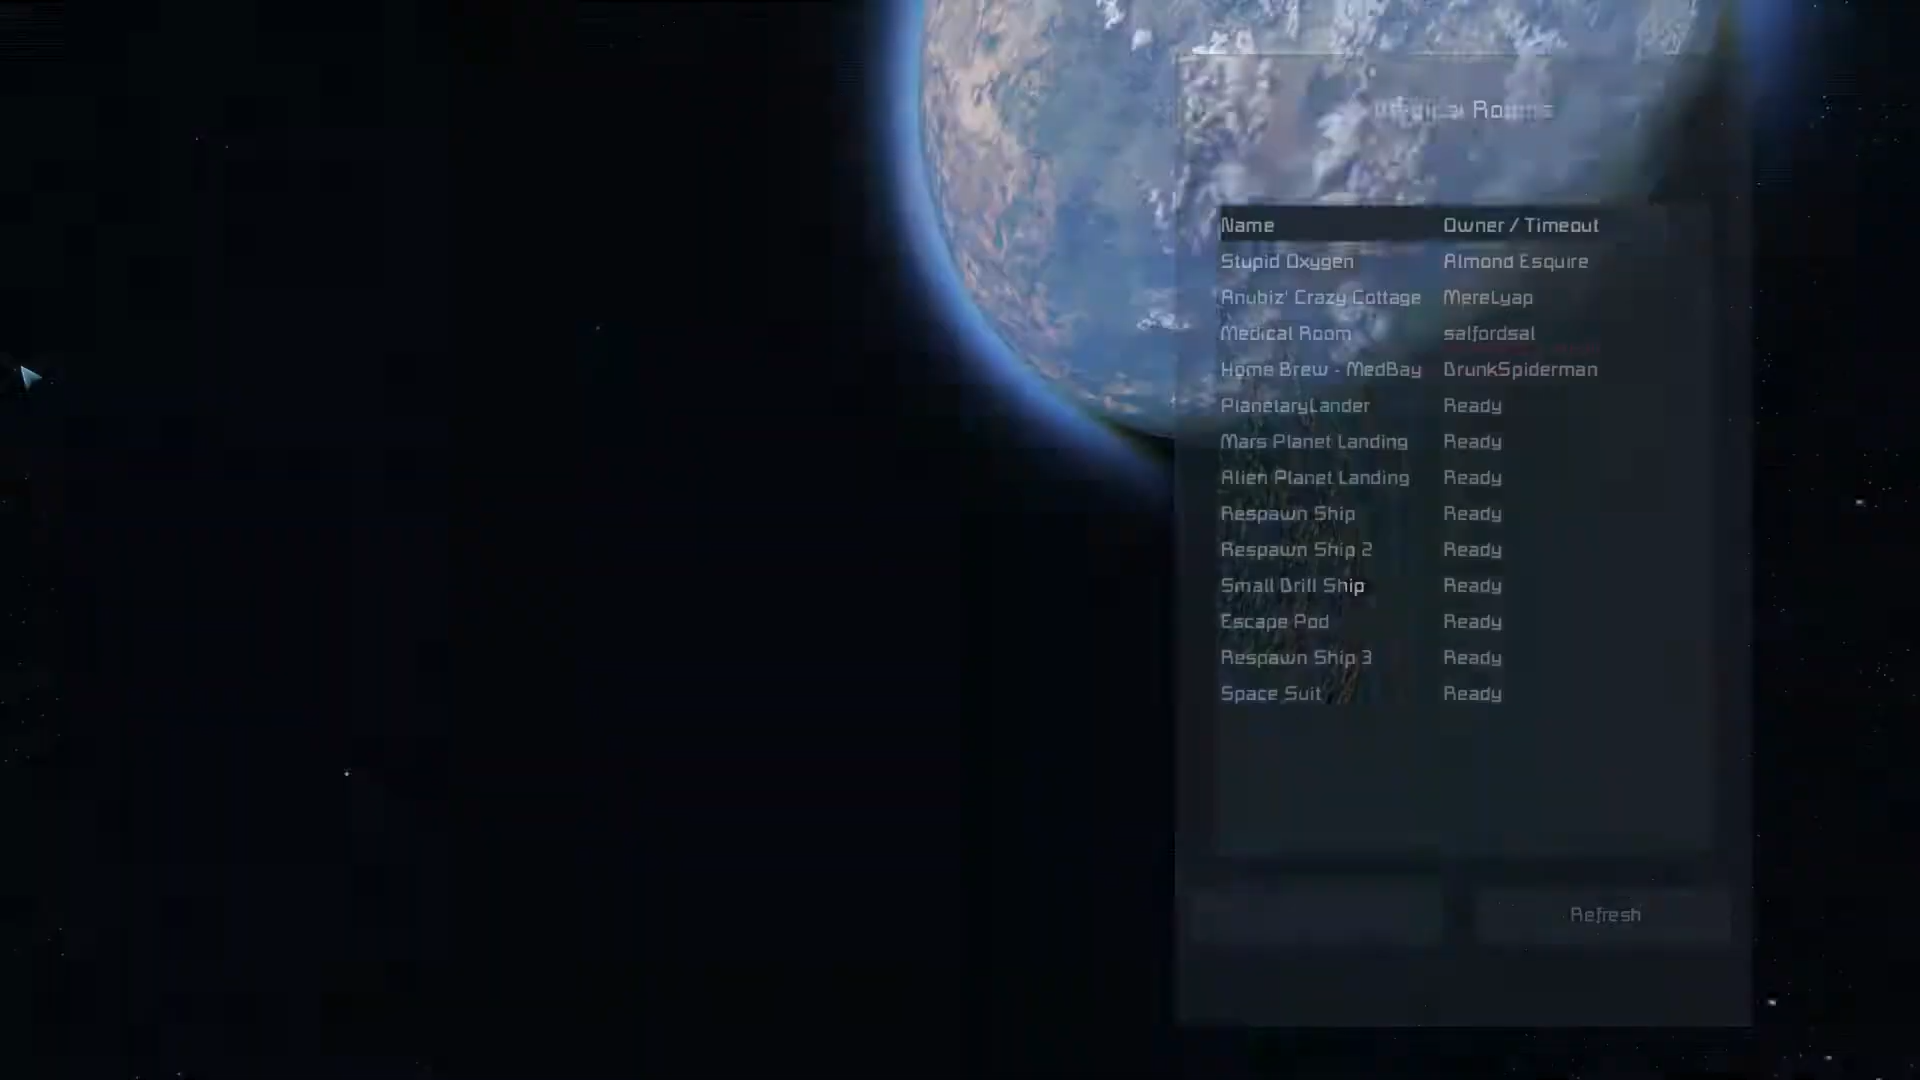 Medical Rooms
Name Owner / Timeout
Stupid Oxygen Almond Esquire
Anubiz' Crazy Cottage MereLyap
Medical Room salfordsal
Home Brew - MedBay DrunkSpiderman
PlanetaryLander Ready
Mars Planet Landing Ready
Alien Planet Landing Ready
Respawn Ship Ready
Respawn Ship 2 Ready
Small Drill Ship Ready
Escape Pod Ready
Respawn Ship 3 Ready
Space Suit Ready
Refresh